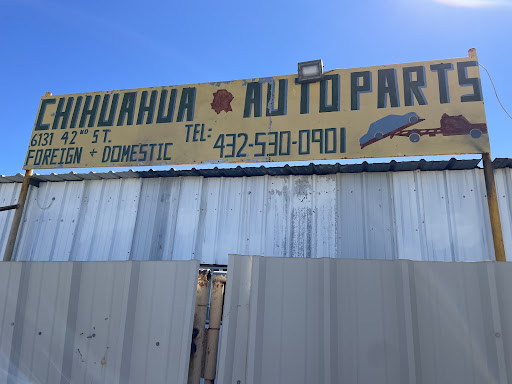 CHIHUAHUA AUTO PARTS
6131 42ND ST. TEL: 432-530-0901
FOREIGN + DOMESTIC